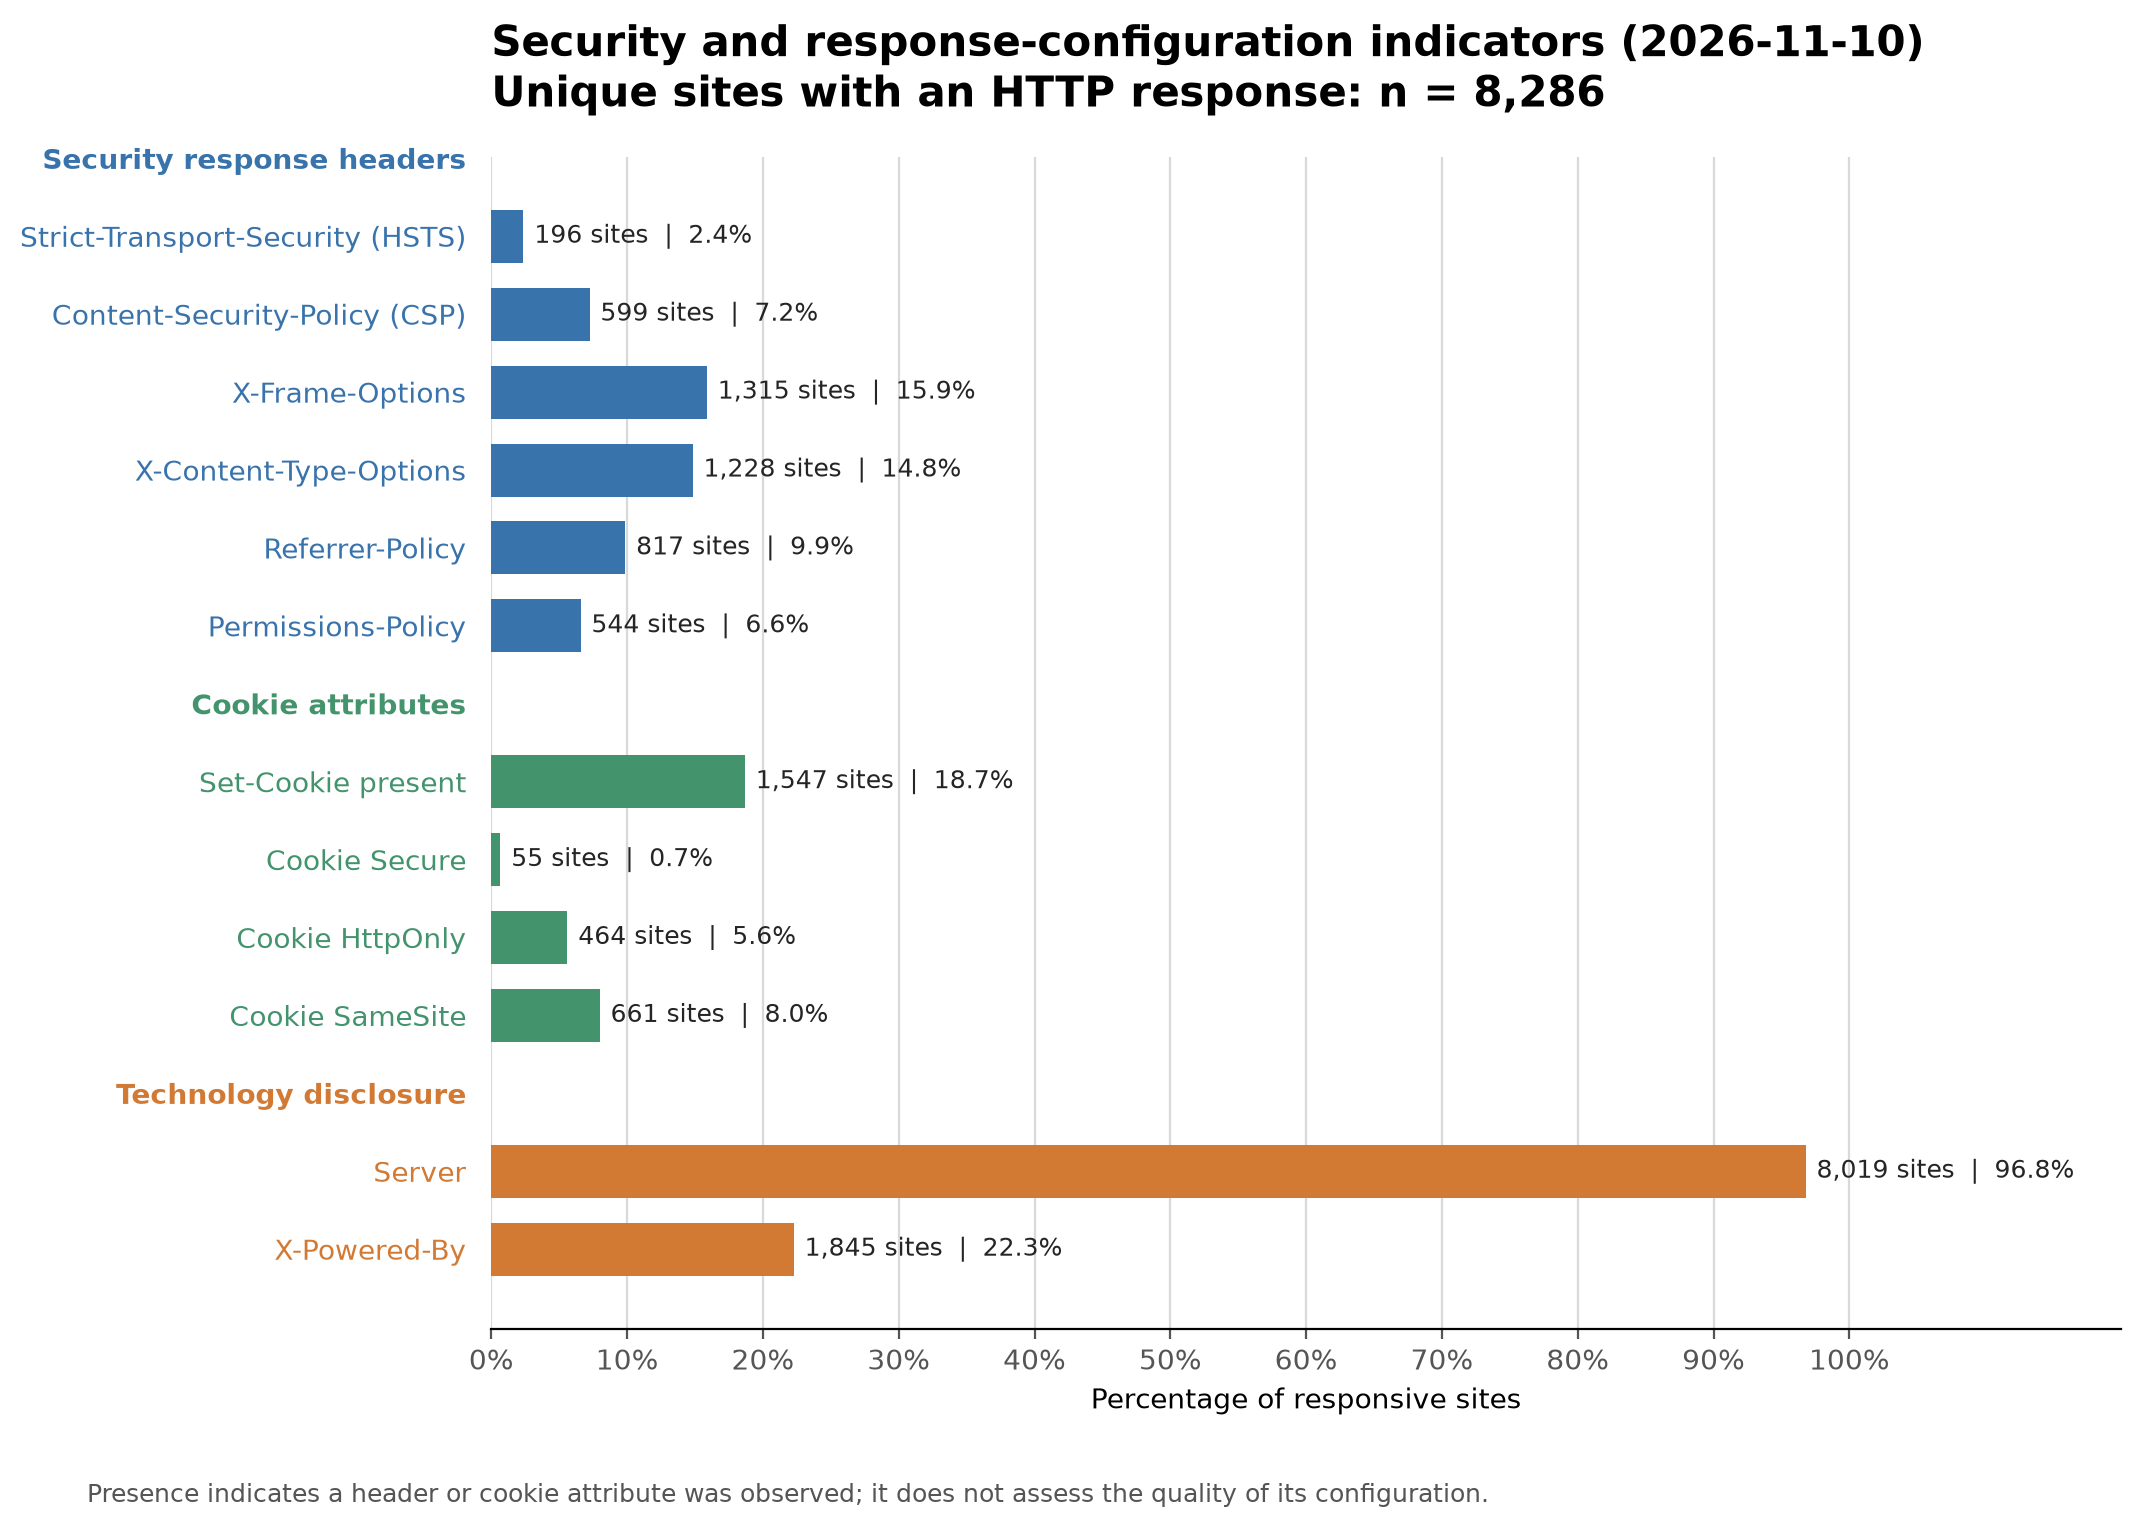 Security and response-configuration indicators (2026-11-10)
Unique sites with an HTTP response: n = 8,286
Security response headers
Strict-Transport-Security (HSTS) 196 sites | 2.4%
Content-Security-Policy (CSP) 599 sites | 7.2%
X-Frame-Options 1,315 sites | 15.9%
X-Content-Type-Options 1,228 sites | 14.8%
Referrer-Policy 817 sites | 9.9%
Permissions-Policy 544 sites | 6.6%
Cookie attributes
Set-Cookie present 1,547 sites | 18.7%
Cookie Secure 55 sites | 0.7%
Cookie HttpOnly 464 sites | 5.6%
Cookie SameSite 661 sites | 8.0%
Technology disclosure
Server 8,019 sites | 96.8%
X-Powered-By 1,845 sites | 22.3%
0% 10% 20% 30% 40% 50% 60% 70% 80% 90% 100%
Percentage of responsive sites
Presence indicates a header or cookie attribute was observed; it does not assess the quality of its configuration.